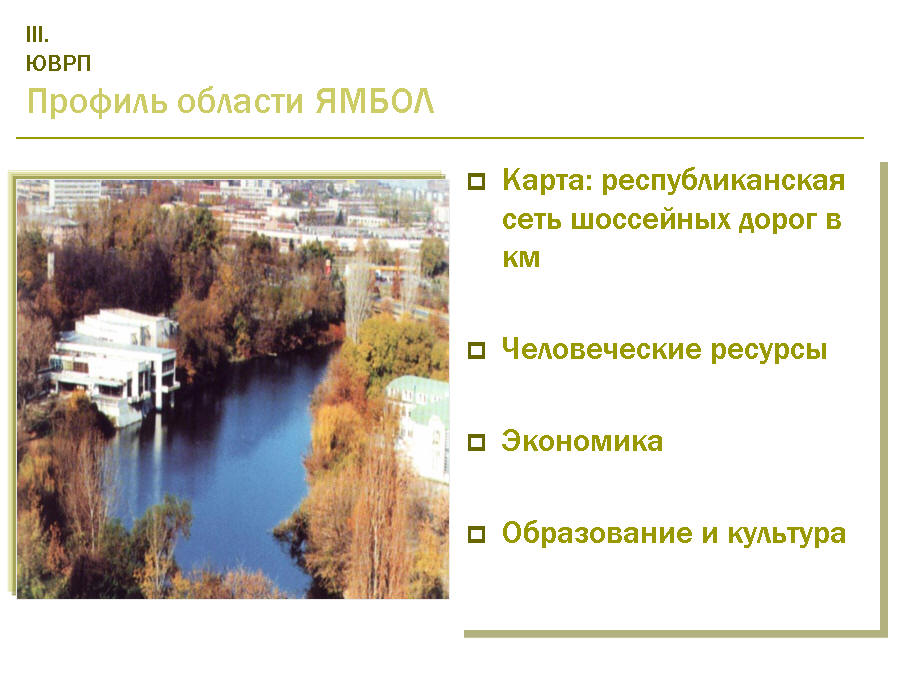 III.
ЮВРП
Профиль области ЯМБОЛ
Карта: республиканская
сеть шоссейных дорог в
км
Человеческие ресурсы
Экономика
Образование и культура